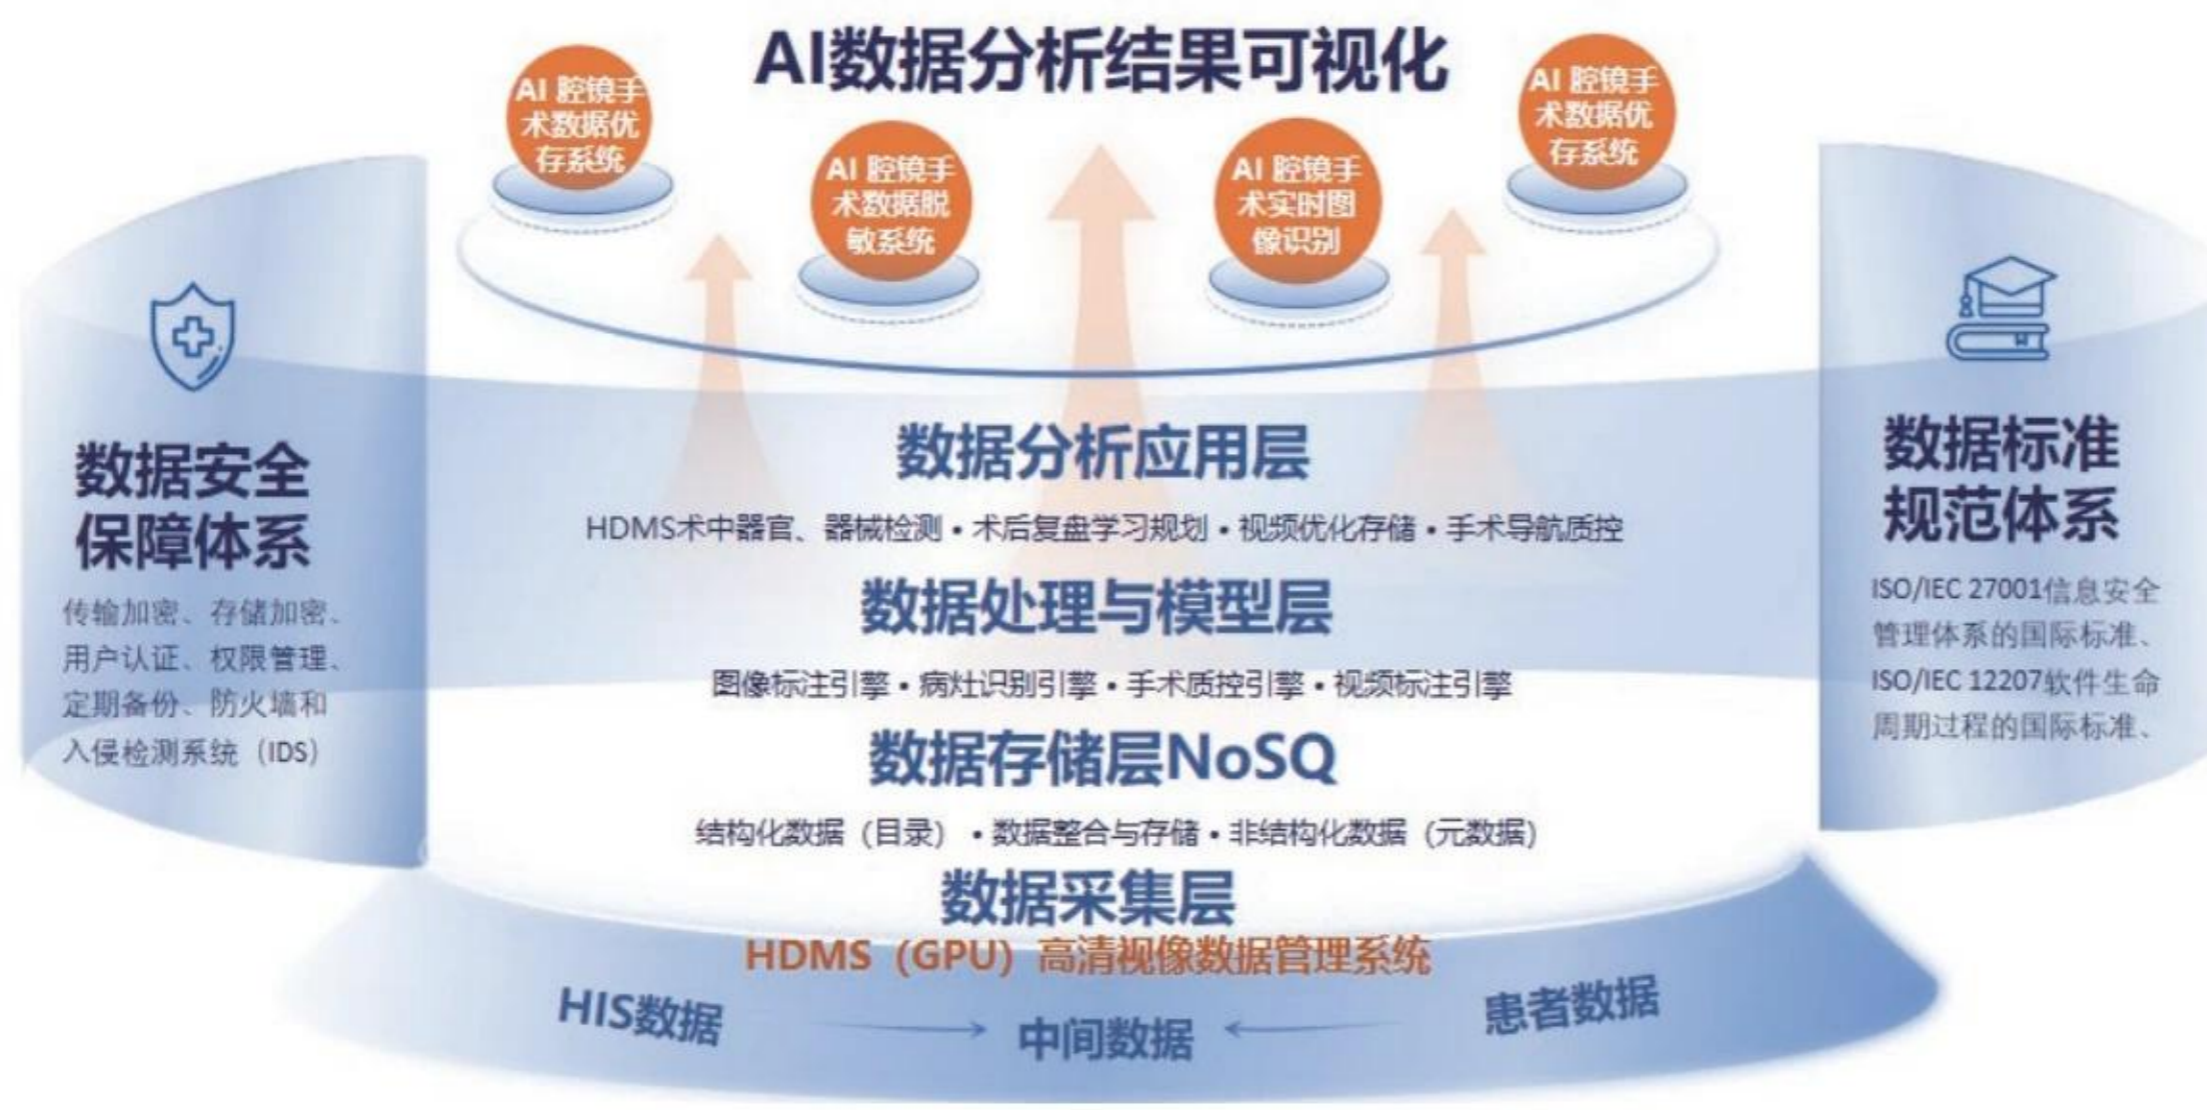 AI数据分析结果可视化
AI 腔镜手
术数据优
存系统
AI 腔镜手
术数据脱
敏系统
AI 腔镜手
术实时图
像识别
AI 腔镜手
术数据优
存系统
数据安全
保障体系
传输加密、存储加密、
用户认证、权限管理、
定期备份、防火墙和
入侵检测系统（IDS）
数据分析应用层
HDMS术中器官、器械检测•术后复盘学习规划•视频优化存储•手术导航质控
数据处理与模型层
图像标注引擎•病灶识别引擎•手术质控引擎•视频标注引擎
数据存储层NoSQ
结构化数据（目录）•数据整合与存储•非结构化数据（元数据）
数据采集层
HDMS（GPU）高清视像数据管理系统
HIS数据
中间数据
患者数据
数据标准
规范体系
ISO/IEC 27001信息安全
管理体系的国际标准、
ISO/IEC 12207软件生命
周期过程的国际标准、